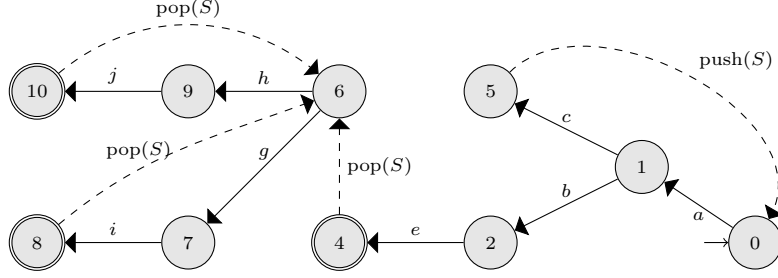 pop(S)
10 j 9 h 6 5 push(S)
c
pop(S) g pop(S) 1
b a
8 i 7 4 e 2 0